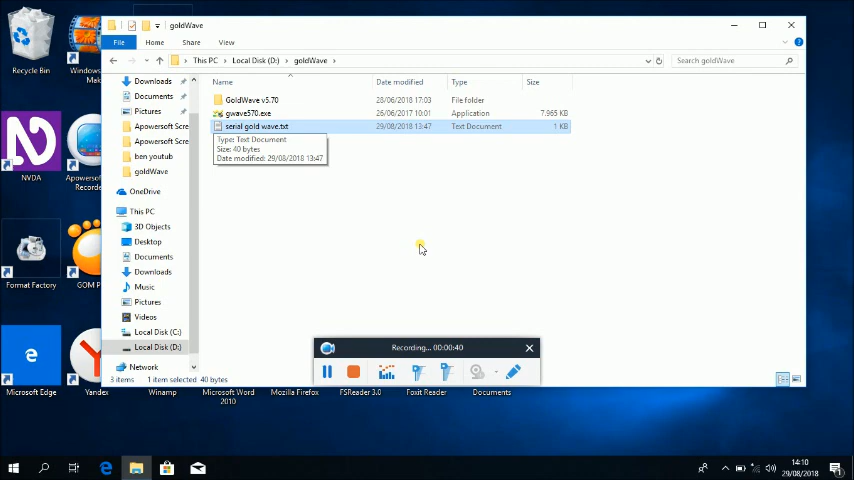 goldWave
File
Home
Share
View
This PC
Local Disk (D:)
goldWave
Search goldWave
Name
Date modified
Type
Size
Downloads
Documents
Pictures
Apowersoft Scre
Apowersoft Scre
ben youtub
goldWave
OneDrive
This PC
3D Objects
Desktop
Documents
Downloads
Music
Pictures
Videos
Local Disk (C:)
Local Disk (D:)
Network
GoldWave v5.70
28/06/2018 17:03
File folder
gwave570.exe
26/06/2017 10:01
Application
7.965 KB
serial gold wave.txt
29/08/2018 13:47
Text Document
1 KB
Type: Text Document
Size: 40 bytes
Date modified: 29/08/2018 13:47
3 items
1 item selected: 40 bytes
Recycle Bin
Windows
Mak
NVDA
Apowersoft
Recorde
Format Factory
GOM P
Microsoft Edge
Yandex
Winamp
Microsoft Word
2010
Mozilla Firefox
FSReader 3.0
Foxit Reader
Documents
Recording... 00:00:40
14:10
29/08/2018